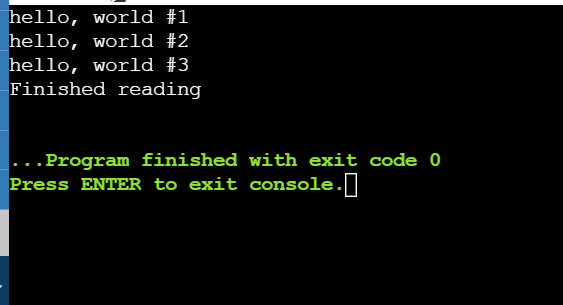 hello, world #1
hello, world #2
hello, world #3
Finished reading
...Program finished with exit code 0
Press ENTER to exit console.